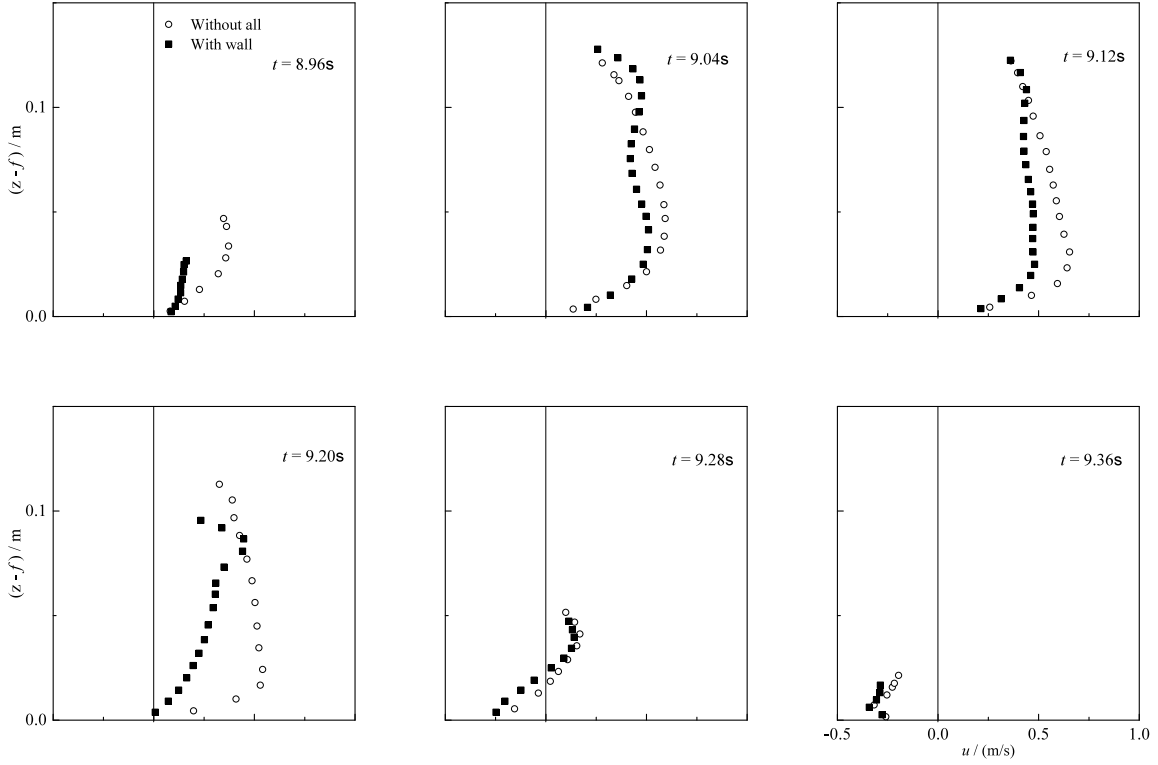 Without all
With wall
t = 8.96s
t = 9.04s
t = 9.12s
0.1
0.0
(z - f) / m
t = 9.20s
t = 9.28s
t = 9.36s
0.1
0.0
(z - f) / m
-0.5 0.0 0.5 1.0
u / (m/s)